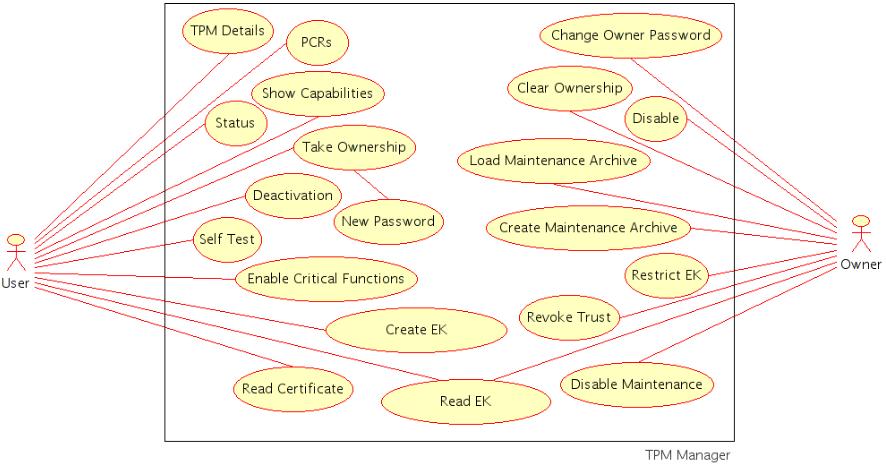 TPM Details
PCRs
Change Owner Password
Show Capabilities
Clear Ownership
Status
Disable
Take Ownership
Load Maintenance Archive
Deactivation
New Password
Create Maintenance Archive
Self Test
User
Owner
Enable Critical Functions
Restrict EK
Revoke Trust
Create EK
Read Certificate
Disable Maintenance
Read EK
TPM Manager